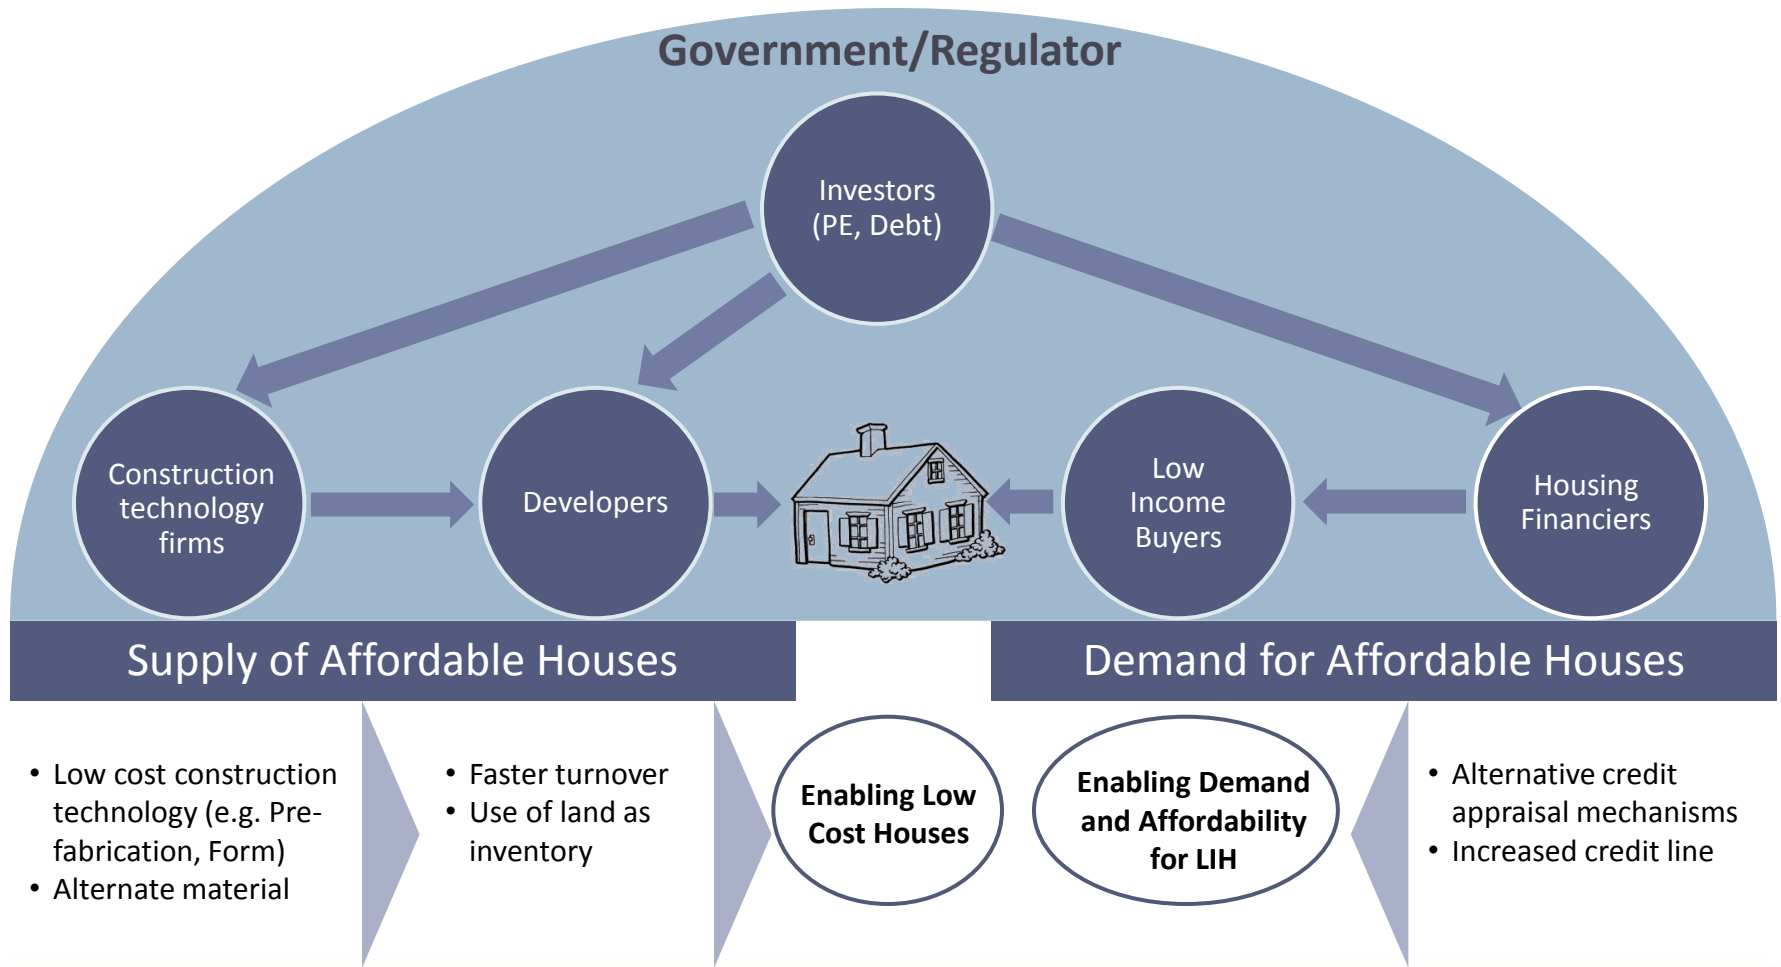 Government/Regulator
Investors
(PE, Debt)
Construction
technology
firms
Developers
Low
Income
Buyers
Housing
Financiers
Supply of Affordable Houses
Demand for Affordable Houses
• Low cost construction
technology (e.g. Pre-
fabrication, Form)
• Alternate material
• Faster turnover
• Use of land as
inventory
Enabling Low
Cost Houses
Enabling Demand
and Affordability
for LIH
• Alternative credit
appraisal mechanisms
• Increased credit line